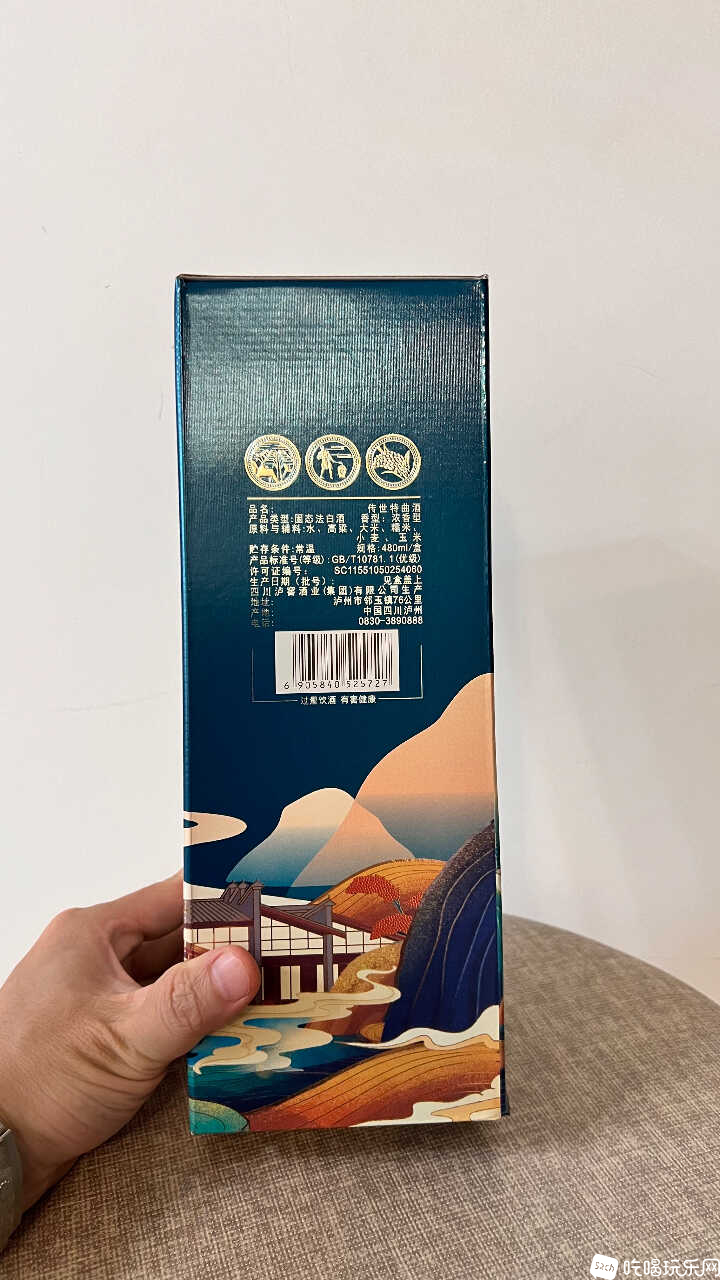 品名: 传世特曲酒
产品类型:固态法白酒 香型: 浓香型
原料与辅料:水、高粱、大米、糯米、
小麦、玉米
贮存条件:常温 规格:480ml/盒
产品标准号(等级):GB/T10781.1(优级)
许可证编号: SC11551050254060
生产日期(批号): 见盒盖上
四川泸窖酒业(集团)有限公司生产
地址: 泸州市邻玉镇76公里
产地: 中国四川泸州
电话: 0830-3890888
6 905840 525727
过量饮酒 有害健康
52ch 吃喝玩乐网